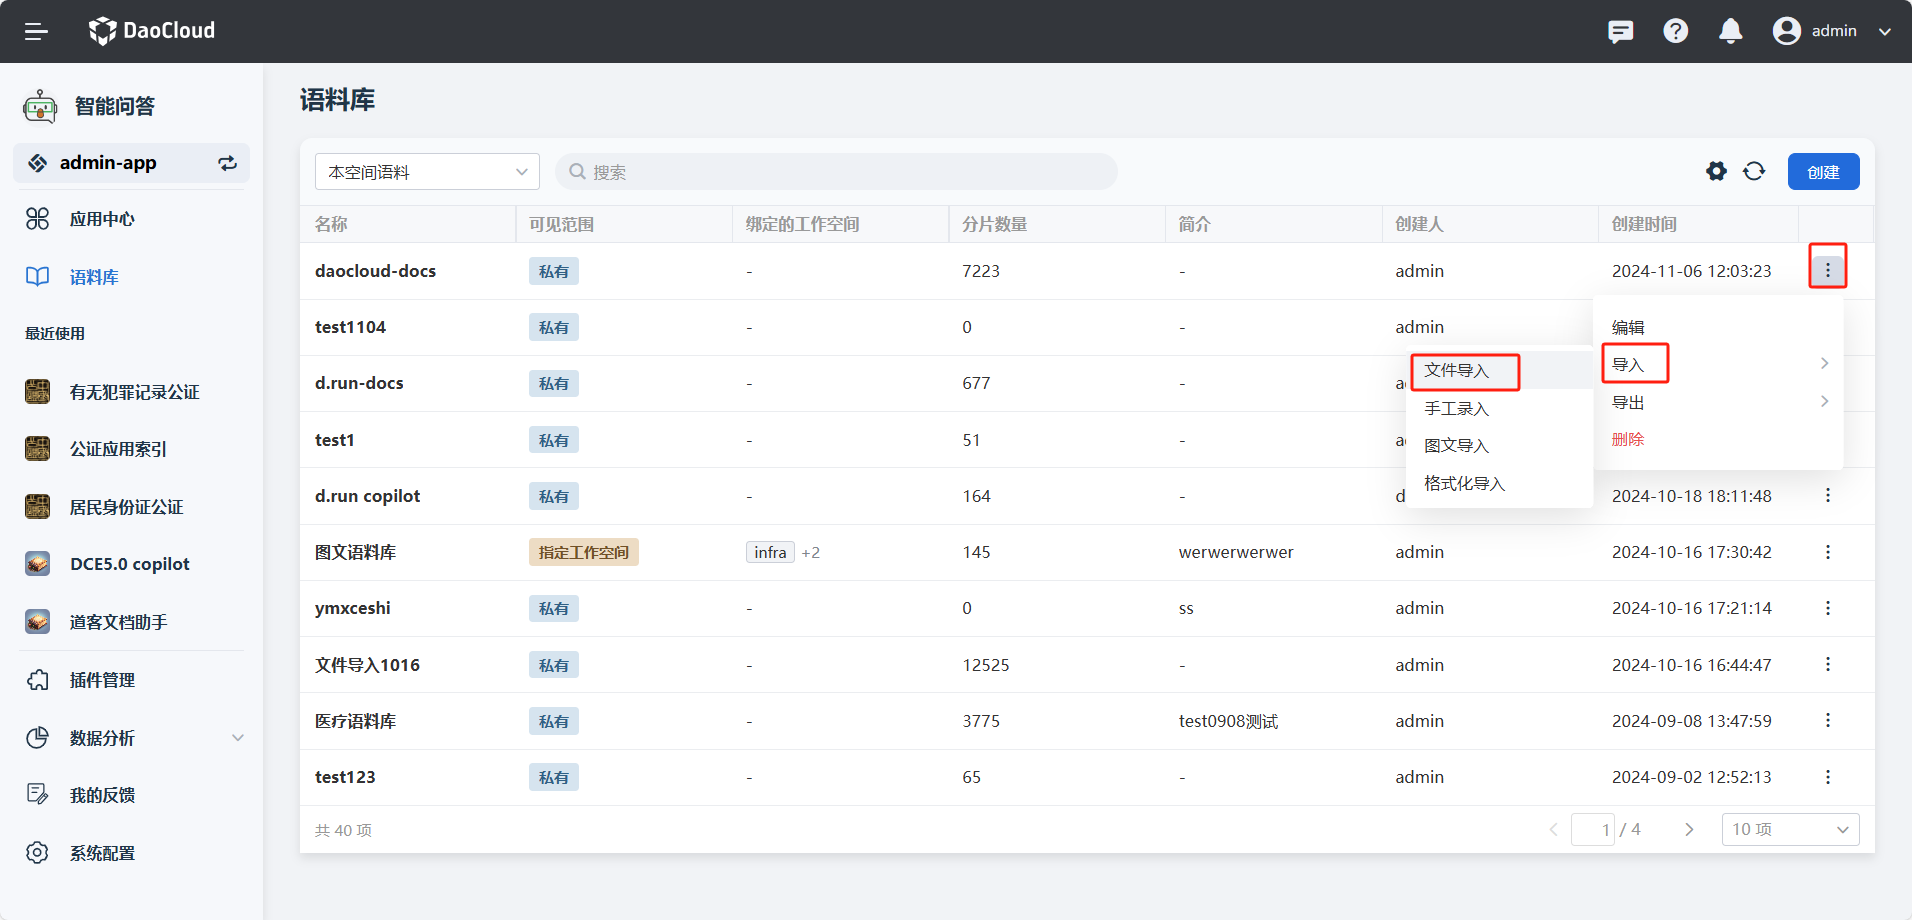 DaoCloud
admin
智能问答
admin-app
应用中心
语料库
最近使用
有无犯罪记录公证
公证应用索引
居民身份证公证
DCE5.0 copilot
道客文档助手
插件管理
数据分析
我的反馈
系统配置
语料库
本空间语料 搜索 创建
名称 可见范围 绑定的工作空间 分片数量 简介 创建人 创建时间
daocloud-docs 私有 - 7223 - admin 2024-11-06 12:03:23
test1104 私有 - 0 - admin
d.run-docs 私有 - 677 - a
test1 私有 - 51 - a
d.run copilot 私有 - 164 - d 2024-10-18 18:11:48
图文语料库 指定工作空间 infra +2 145 werwerwerwer admin 2024-10-16 17:30:42
ymxceshi 私有 - 0 ss admin 2024-10-16 17:21:14
文件导入1016 私有 - 12525 - admin 2024-10-16 16:44:47
医疗语料库 私有 - 3775 test0908测试 admin 2024-09-08 13:47:59
test123 私有 - 65 - admin 2024-09-02 12:52:13
编辑
导入
导出
删除
文件导入
手工录入
图文导入
格式化导入
共 40 项 1 / 4 10 项